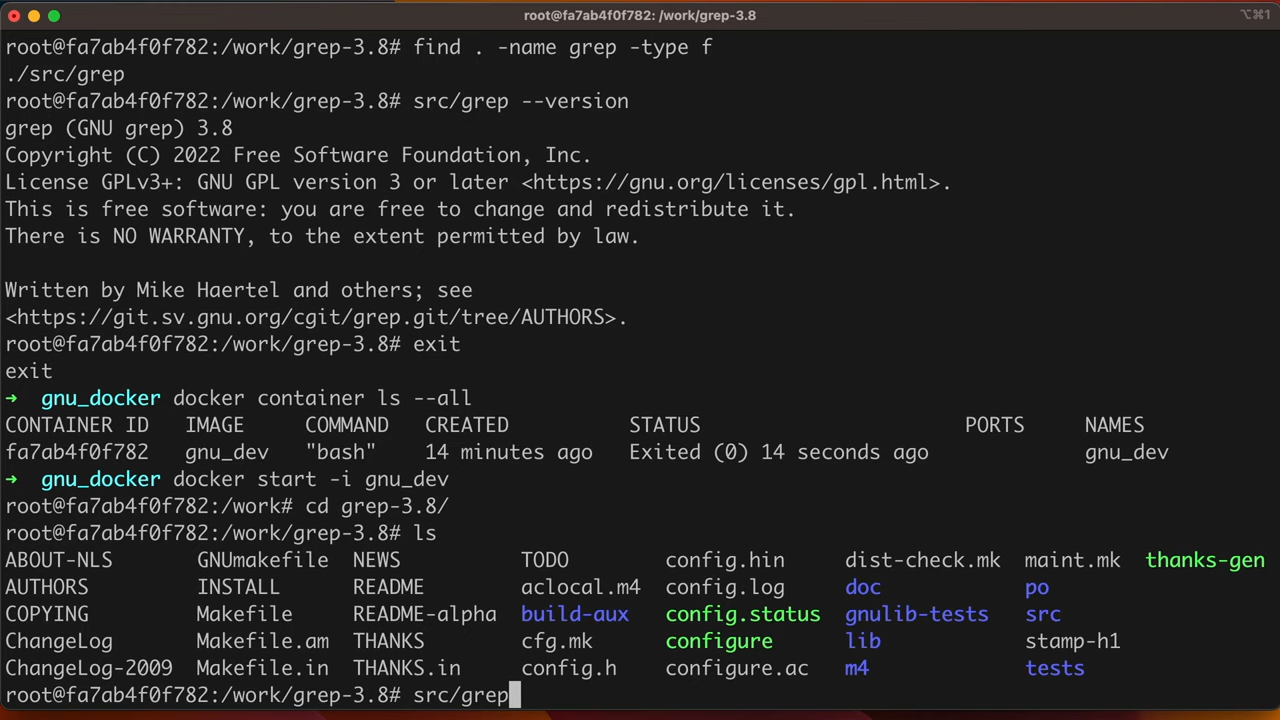 root@fa7ab4f0f782: /work/grep-3.8
⌥⌘1
root@fa7ab4f0f782:/work/grep-3.8# find . -name grep -type f
./src/grep
root@fa7ab4f0f782:/work/grep-3.8# src/grep --version
grep (GNU grep) 3.8
Copyright (C) 2022 Free Software Foundation, Inc.
License GPLv3+: GNU GPL version 3 or later <https://gnu.org/licenses/gpl.html>.
This is free software: you are free to change and redistribute it.
There is NO WARRANTY, to the extent permitted by law.

Written by Mike Haertel and others; see
<https://git.sv.gnu.org/cgit/grep.git/tree/AUTHORS>.
root@fa7ab4f0f782:/work/grep-3.8# exit
exit
→ gnu_docker docker container ls --all
CONTAINER ID IMAGE COMMAND CREATED STATUS PORTS NAMES
fa7ab4f0f782 gnu_dev "bash" 14 minutes ago Exited (0) 14 seconds ago gnu_dev
→ gnu_docker docker start -i gnu_dev
root@fa7ab4f0f782:/work# cd grep-3.8/
root@fa7ab4f0f782:/work/grep-3.8# ls
ABOUT-NLS GNUmakefile NEWS TODO config.hin dist-check.mk maint.mk thanks-gen
AUTHORS INSTALL README aclocal.m4 config.log doc po
COPYING Makefile README-alpha build-aux config.status gnulib-tests src
ChangeLog Makefile.am THANKS cfg.mk configure lib stamp-h1
ChangeLog-2009 Makefile.in THANKS.in config.h configure.ac m4 tests
root@fa7ab4f0f782:/work/grep-3.8# src/grep